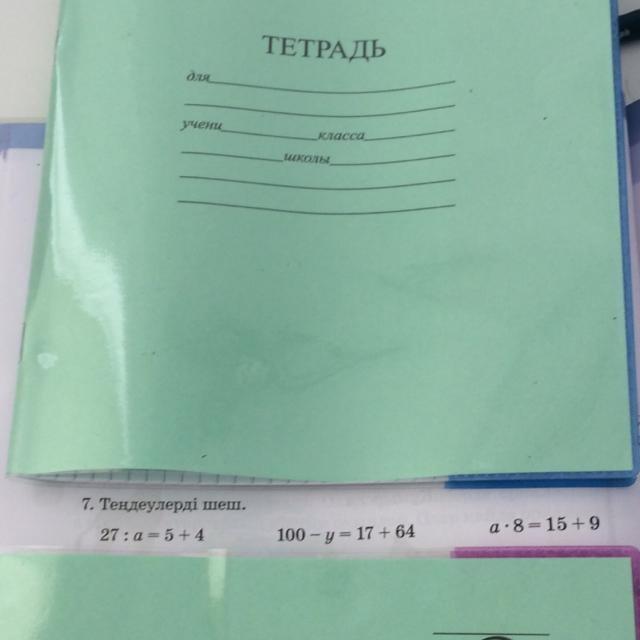 ТЕТРАДЬ
для
учени класса
школы
7. Теңдеулерді шеш.
27 : a = 5 + 4 100 − y = 17 + 64 a · 8 = 15 + 9